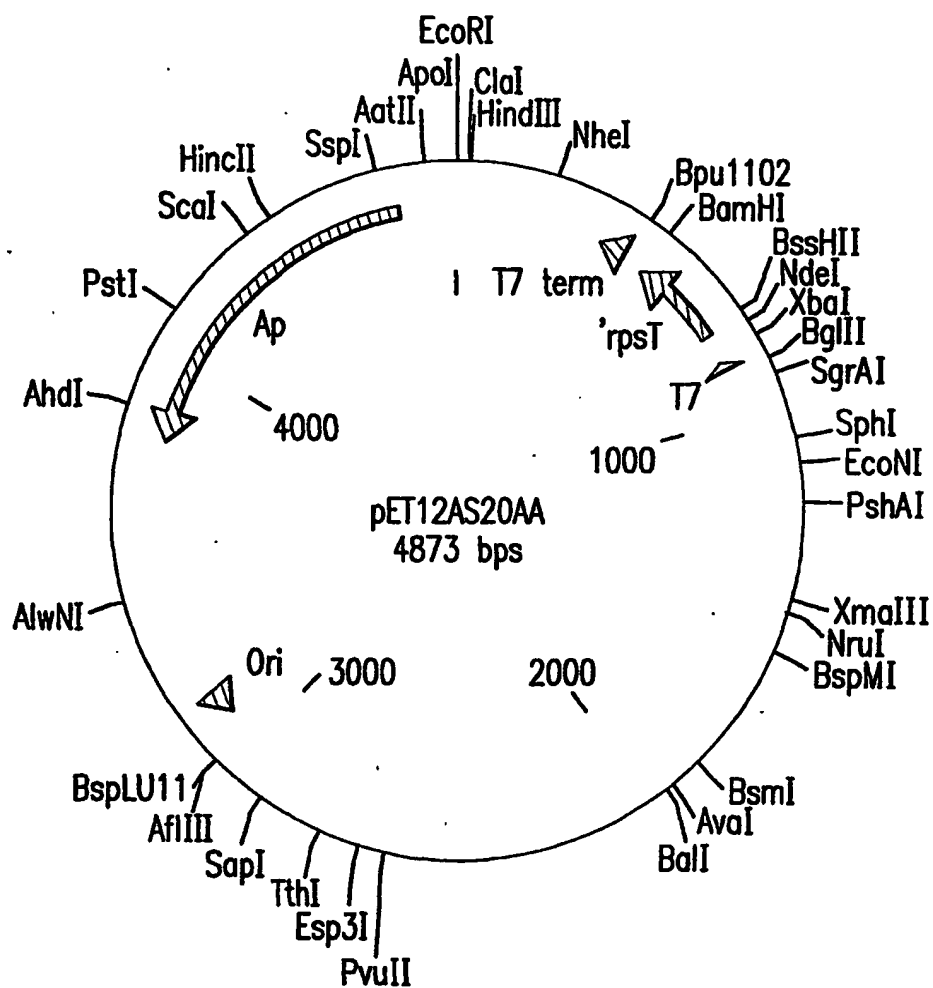 EcoRI
ApoI
ClaI
AatII
HindIII
SspI
NheI
HincII
Bpu1102
ScaI
BamHI
BssHII
NdeI
PstI
I T7 term
XbaI
Ap
'rpsT
BglII
SgrAI
AhdI
T7
4000
SphI
1000
EcoNI
pET12AS20AA
PshAI
4873 bps
AlwNI
XmaIII
NruI
Ori
3000
2000
BspMI
BspLU11
BsmI
AflIII
AvaI
SapI
BalI
TthI
Esp3I
PvuII